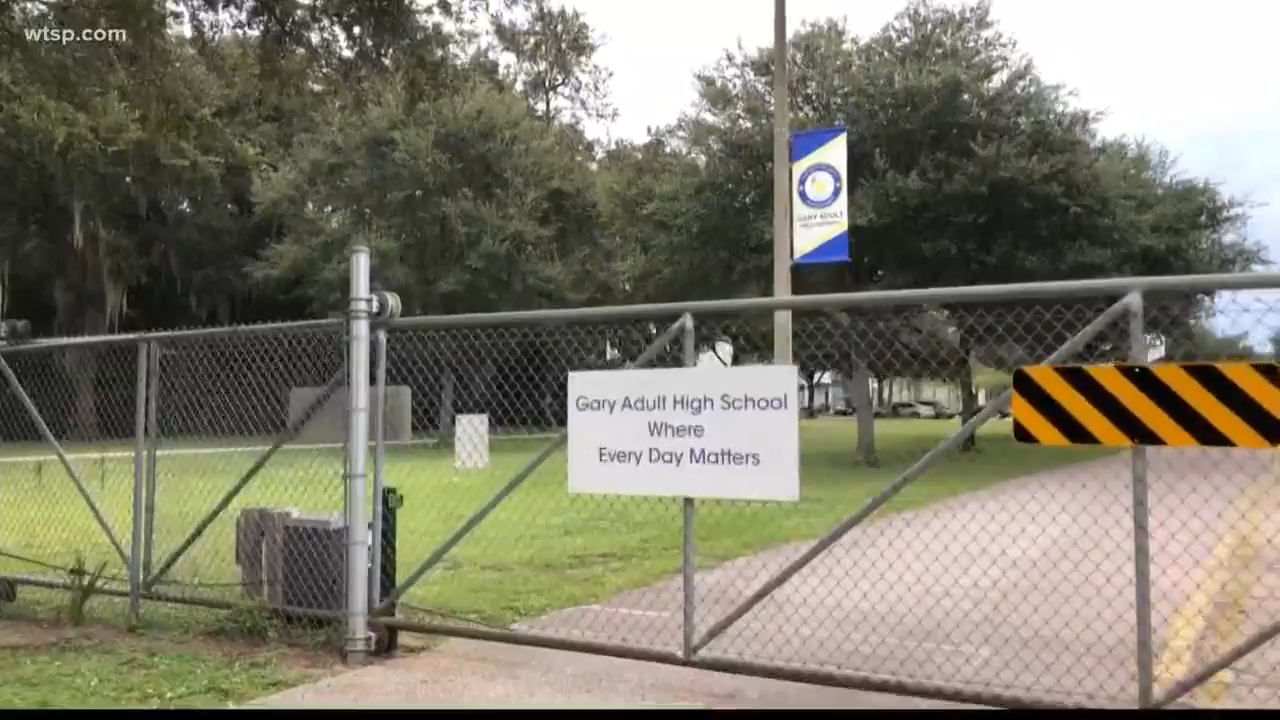 wtsp.com
GARY ADULT
Gary Adult High School
Where
Every Day Matters